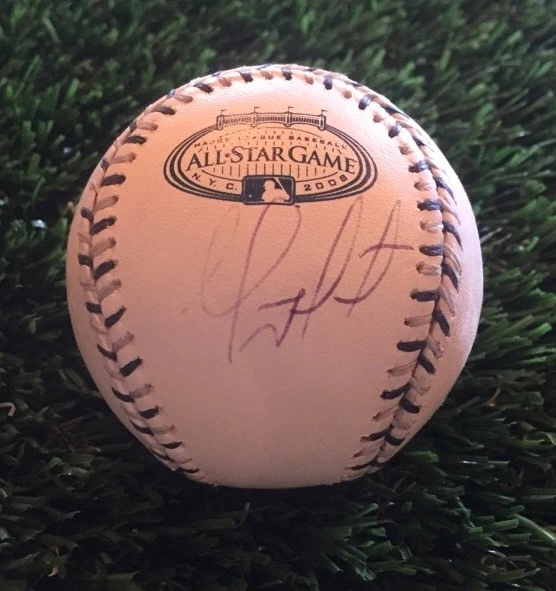 MAJOR LEAGUE BASEBALL
ALL·STAR GAME
N.Y.C. 2008